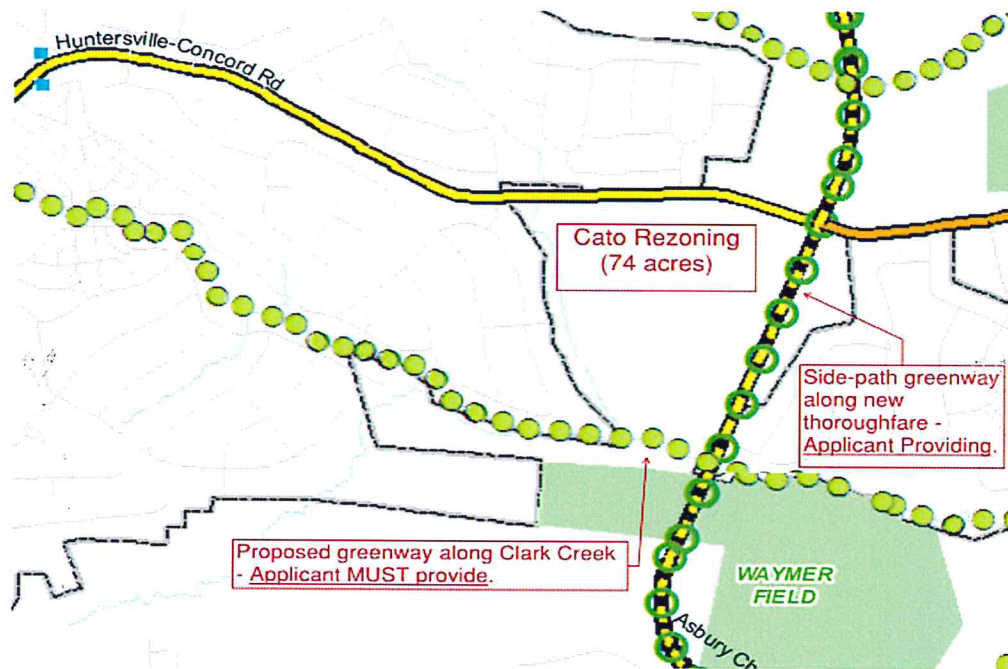 Huntersville-Concord Rd
Cato Rezoning
(74 acres)
Side-path greenway
along new
thoroughfare -
Applicant Providing.
Proposed greenway along Clark Creek
- Applicant MUST provide.
WAYMER
FIELD
Asbury Ch